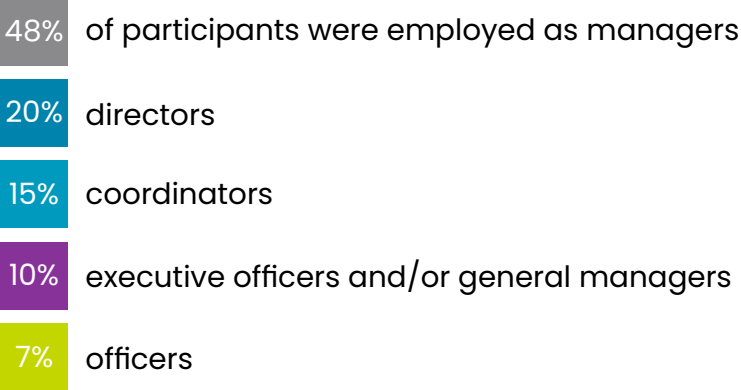 48% of participants were employed as managers
20% directors
15% coordinators
10% executive officers and/or general managers
7% officers